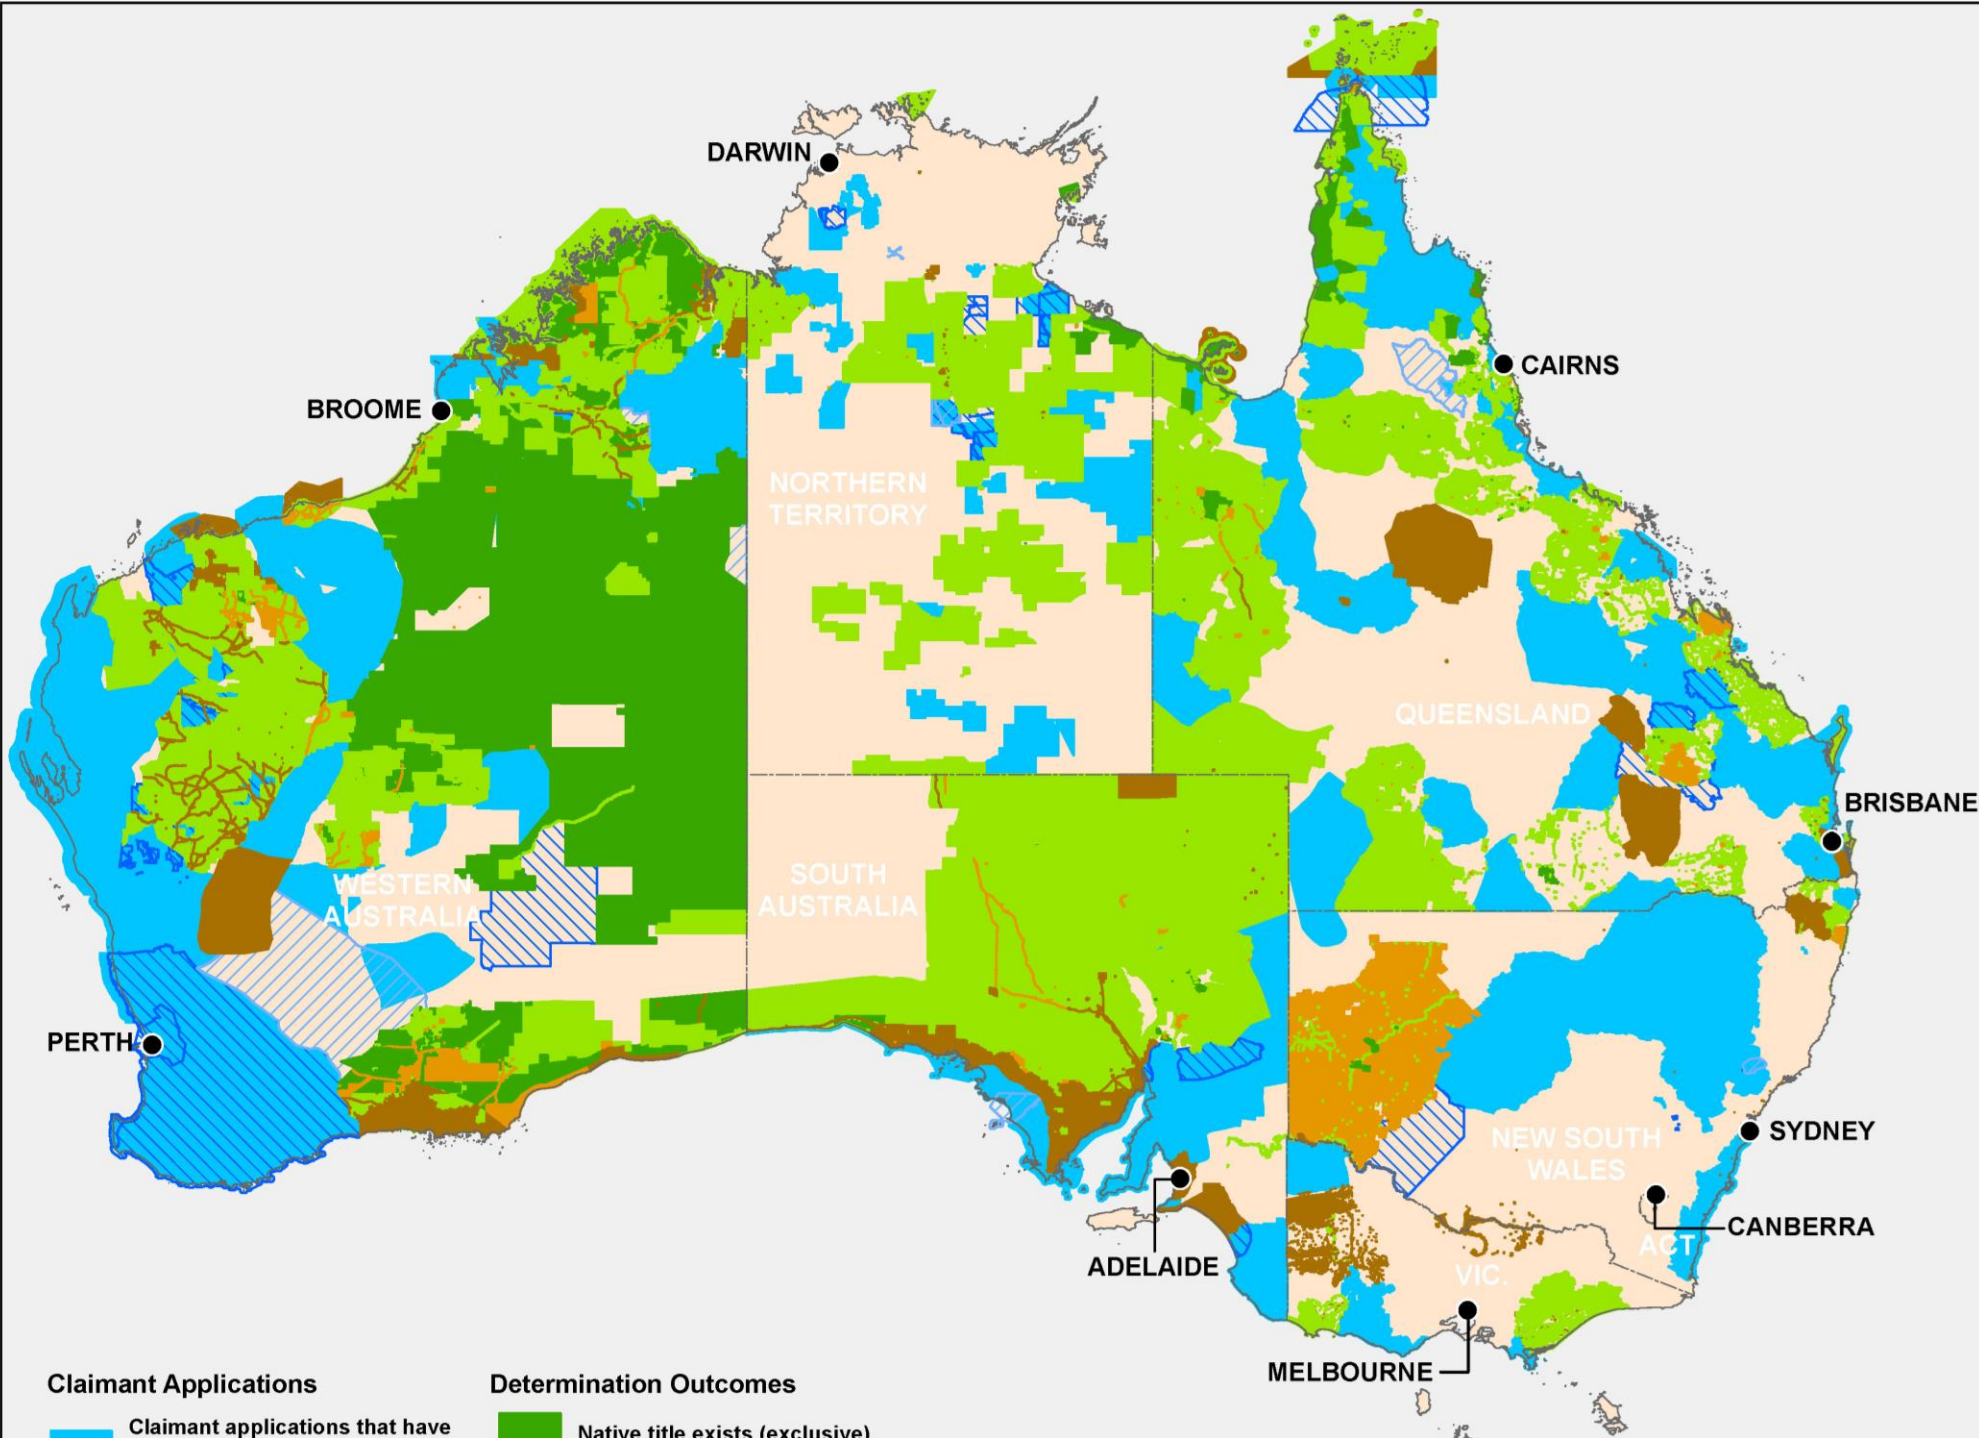 DARWIN
CAIRNS
BROOME
NORTHERN
TERRITORY
QUEENSLAND
BRISBANE
WESTERN
AUSTRALIA
SOUTH
AUSTRALIA
PERTH
NEW SOUTH
WALES
SYDNEY
CANBERRA
ACT
ADELAIDE
VIC.
MELBOURNE
Claimant Applications
Claimant applications that have
Determination Outcomes
Native title exists (exclusive)